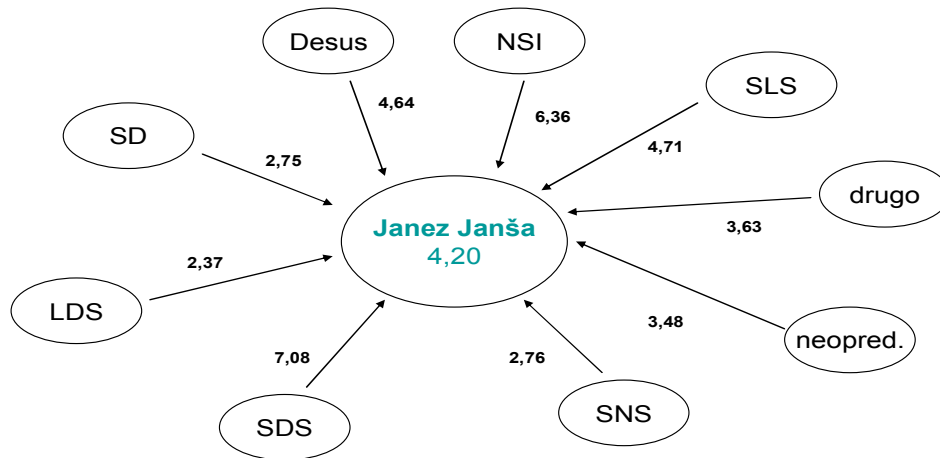 Desus
NSI
SLS
4,64
6,36
SD
4,71
2,75
drugo
Janez Janša
3,63
4,20
2,37
LDS
3,48
neopred.
7,08
2,76
SNS
SDS